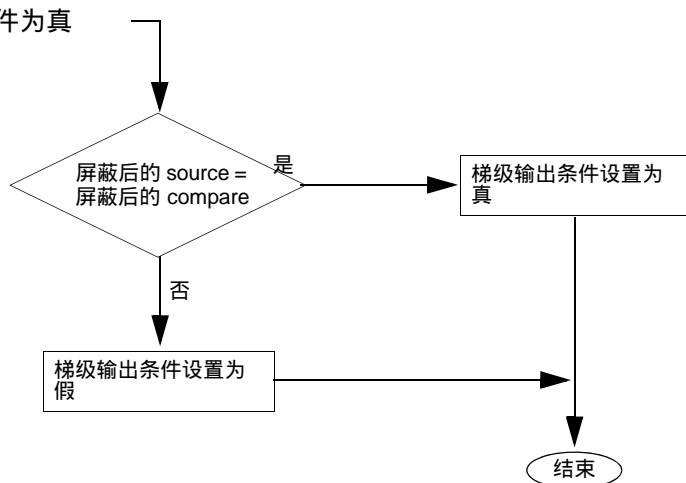 件为真
屏蔽后的 source =
屏蔽后的 compare
是
梯级输出条件设置为
真
否
梯级输出条件设置为
假
结束